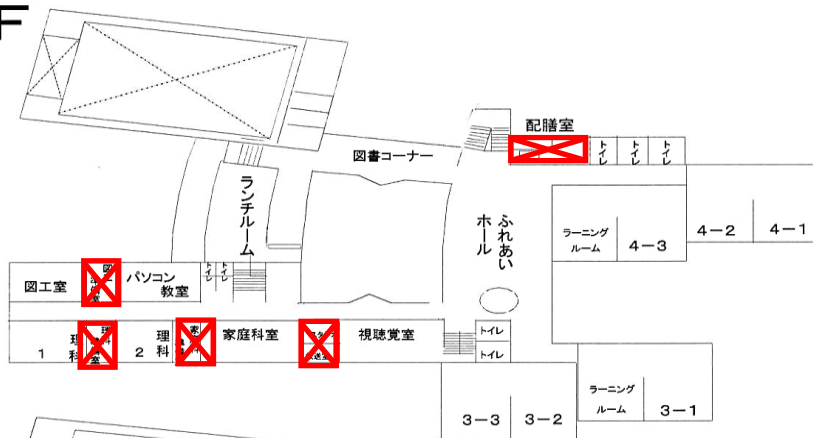 F
配膳室
トイレ
トイレ
トイレ
図書コーナー
ランチルーム
ふれあい
ホール
ラーニング
ルーム
4－3
4－2
4－1
図工室
パソコン
教室
トイレ
トイレ
理科
1
理科
2
家庭科室
視聴覚室
トイレ
トイレ
ラーニング
ルーム
3－1
3－3
3－2